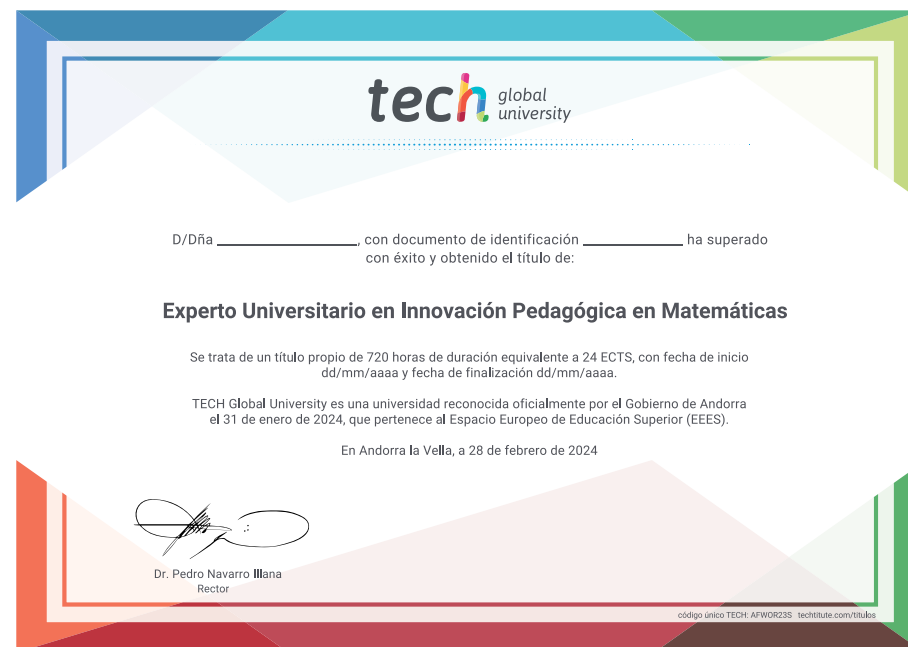 tech global university
D/Dña ____________________, con documento de identificación ______________ ha superado
con éxito y obtenido el título de:
Experto Universitario en Innovación Pedagógica en Matemáticas
Se trata de un título propio de 720 horas de duración equivalente a 24 ECTS, con fecha de inicio
dd/mm/aaaa y fecha de finalización dd/mm/aaaa.
TECH Global University es una universidad reconocida oficialmente por el Gobierno de Andorra
el 31 de enero de 2024, que pertenece al Espacio Europeo de Educación Superior (EEES).
En Andorra la Vella, a 28 de febrero de 2024
Dr. Pedro Navarro Illana
Rector
código único TECH: AFWOR23S techtitute.com/titulos